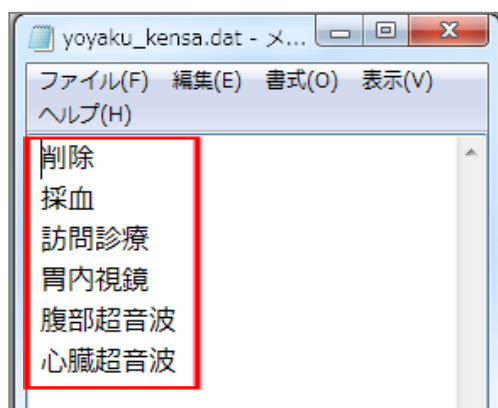 yoyaku_kensa.dat - メ...
ファイル(F) 編集(E) 書式(O) 表示(V)
ヘルプ(H)
削除
採血
訪問診療
胃内視鏡
腹部超音波
心臓超音波